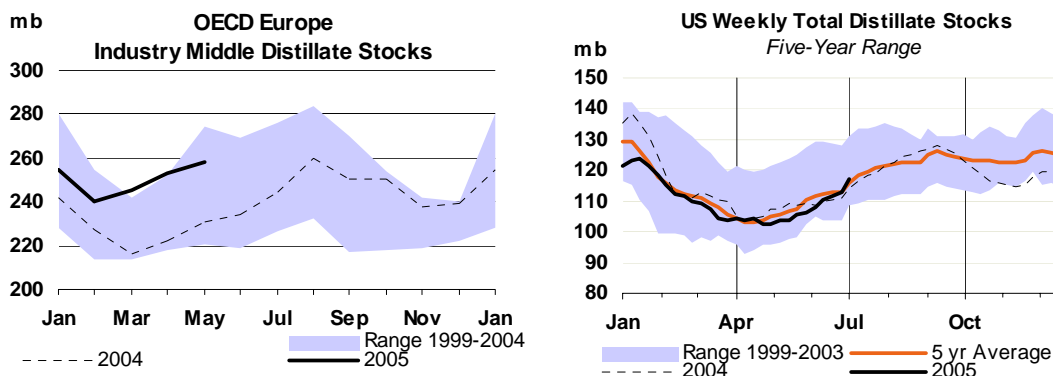 mb
OECD Europe
Industry Middle Distillate Stocks
300
280
260
240
220
200
Jan Mar May Jul Sep Nov Jan
Range 1999-2004
2004
2005
US Weekly Total Distillate Stocks
Five-Year Range
mb
150
140
130
120
110
100
90
80
Jan Apr Jul Oct
Range 1999-2003
5 yr Average
2004
2005